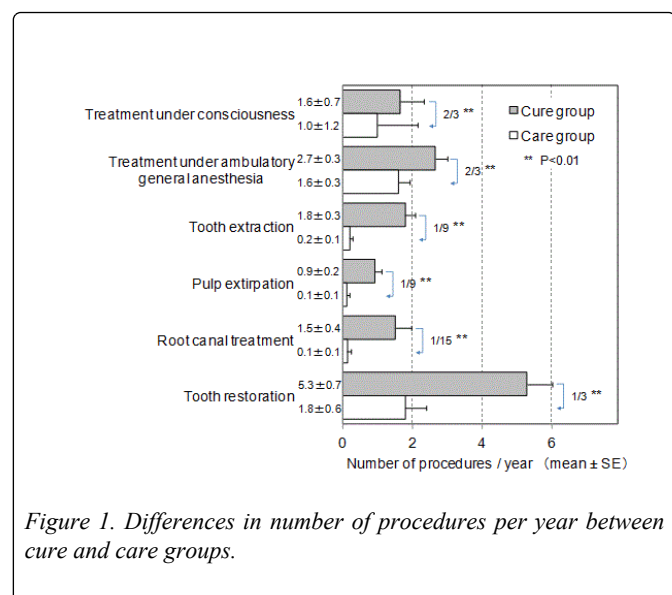 1.6±0.7
Treatment under consciousness
1.0±1.2
2/3 **
Cure group
Care group
** P<0.01
Treatment under ambulatory
general anesthesia
2.7±0.3
1.6±0.3
2/3 **
1.8±0.3
Tooth extraction
0.2±0.1
1/9 **
0.9±0.2
Pulp extirpation
0.1±0.1
1/9 **
1.5±0.4
Root canal treatment
0.1±0.1
1/15 **
5.3±0.7
Tooth restoration
1.8±0.6
1/3 **
0 2 4 6
Number of procedures / year (mean ± SE)
Figure 1. Differences in number of procedures per year between
cure and care groups.